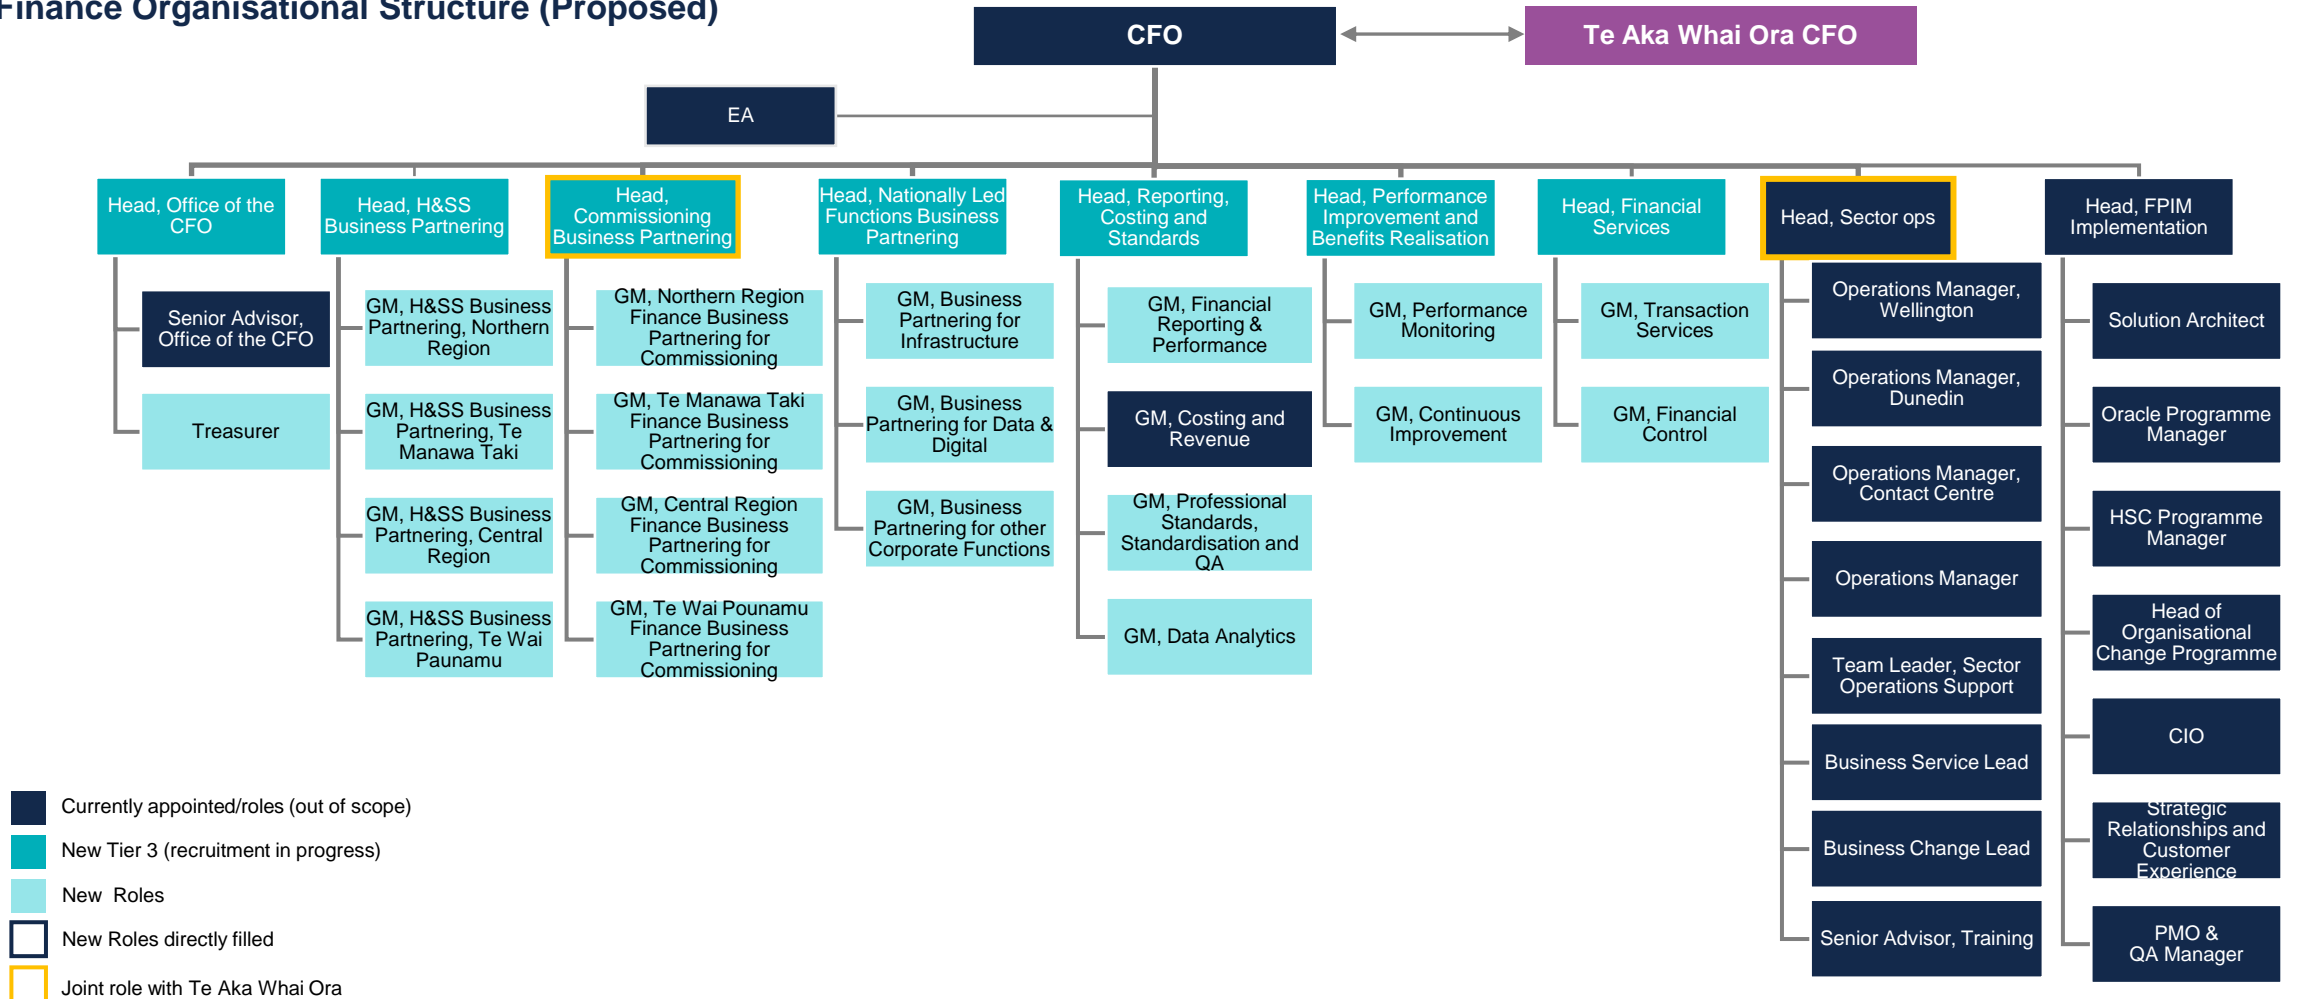 Finance Organisational Structure (Proposed)
CFO
Te Aka Whai Ora CFO
EA
Head, Office of the
CFO
Head, H&SS
Business Partnering
Head,
Commissioning
Business Partnering
Head, Nationally Led
Functions Business
Partnering
Head, Reporting,
Costing and
Standards
Head, Performance
Improvement and
Benefits Realisation
Head, Financial
Services
Head, Sector ops
Head, FPIM
Implementation
Senior Advisor,
Office of the CFO
Treasurer
GM, H&SS Business
Partnering, Northern
Region
GM, H&SS Business
Partnering, Te
Manawa Taki
GM, H&SS Business
Partnering, Central
Region
GM, H&SS Business
Partnering, Te Wai
Paunamu
GM, Northern Region
Finance Business
Partnering for
Commissioning
GM, Te Manawa Taki
Finance Business
Partnering for
Commissioning
GM, Central Region
Finance Business
Partnering for
Commissioning
GM, Te Wai Pounamu
Finance Business
Partnering for
Commissioning
GM, Business
Partnering for
Infrastructure
GM, Business
Partnering for Data &
Digital
GM, Business
Partnering for other
Corporate Functions
GM, Financial
Reporting &
Performance
GM, Costing and
Revenue
GM, Professional
Standards,
Standardisation and
QA
GM, Data Analytics
GM, Performance
Monitoring
GM, Continuous
Improvement
GM, Transaction
Services
GM, Financial
Control
Operations Manager,
Wellington
Operations Manager,
Dunedin
Operations Manager,
Contact Centre
Operations Manager
Team Leader, Sector
Operations Support
Business Service Lead
Business Change Lead
Senior Advisor, Training
Solution Architect
Oracle Programme
Manager
HSC Programme
Manager
Head of
Organisational
Change Programme
CIO
Strategic
Relationships and
Customer
Experience
PMO &
QA Manager
Currently appointed/roles (out of scope)
New Tier 3 (recruitment in progress)
New Roles
New Roles directly filled
Joint role with Te Aka Whai Ora